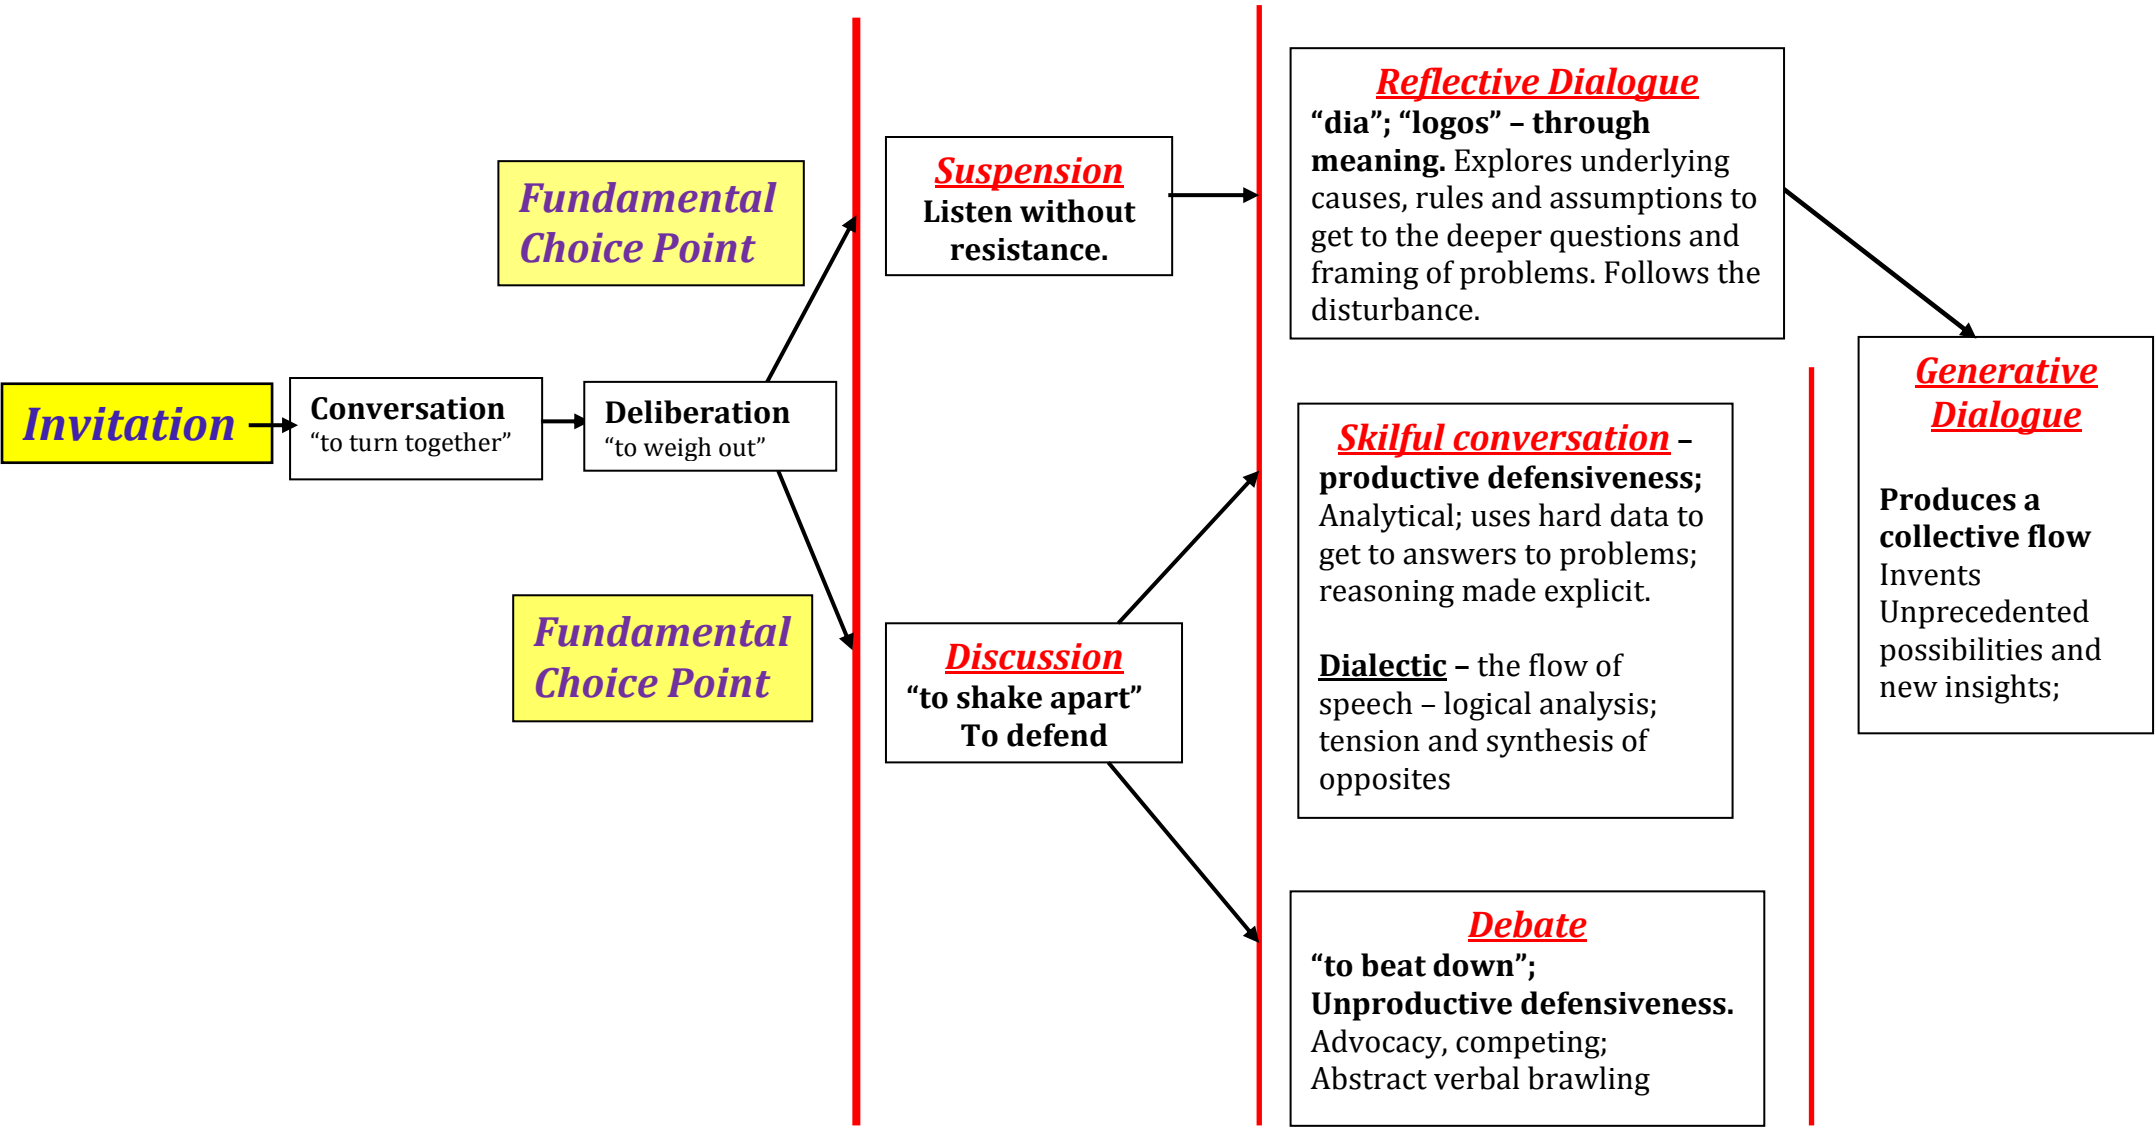 Invitation
Conversation
“to turn together”
Deliberation
“to weigh out”
Fundamental
Choice Point
Fundamental
Choice Point
Suspension
Listen without
resistance.
Discussion
“to shake apart”
To defend
Reflective Dialogue
“dia”; “logos” – through
meaning. Explores underlying
causes, rules and assumptions to
get to the deeper questions and
framing of problems. Follows the
disturbance.
Skilful conversation –
productive defensiveness;
Analytical; uses hard data to
get to answers to problems;
reasoning made explicit.
Dialectic – the flow of
speech – logical analysis;
tension and synthesis of
opposites
Debate
“to beat down”;
Unproductive defensiveness.
Advocacy, competing;
Abstract verbal brawling
Generative
Dialogue
Produces a
collective flow
Invents
Unprecedented
possibilities and
new insights;